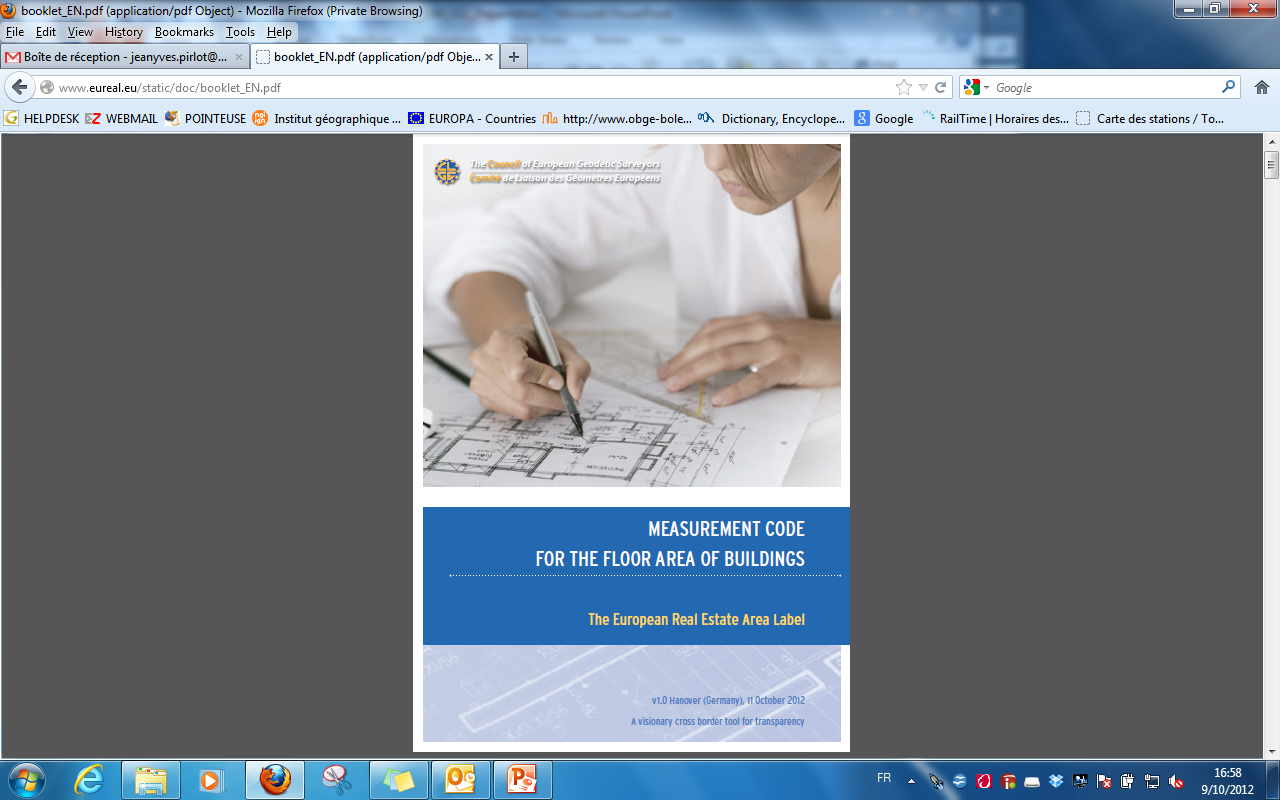 booklet_EN.pdf (application/pdf Object) - Mozilla Firefox (Private Browsing)
File Edit View History Bookmarks Tools Help
Boîte de réception - jeanyves.pirlot@...
booklet_EN.pdf (application/pdf Obje...
www.eureal.eu/static/doc/booklet_EN.pdf
Google
HELPDESK WEBMAIL POINTEUSE Institut géographique ... EUROPA - Countries http://www.obge-bole... Dictionary, Encyclope... Google RailTime | Horaires des... Carte des stations / To...
The Council of European Geodetic Surveyors
Comité de Liaison des Géomètres Européens
MEASUREMENT CODE
FOR THE FLOOR AREA OF BUILDINGS
The European Real Estate Area Label
v1.0 Hanover (Germany), 11 October 2012
A visionary cross border tool for transparency
FR
16:58
9/10/2012